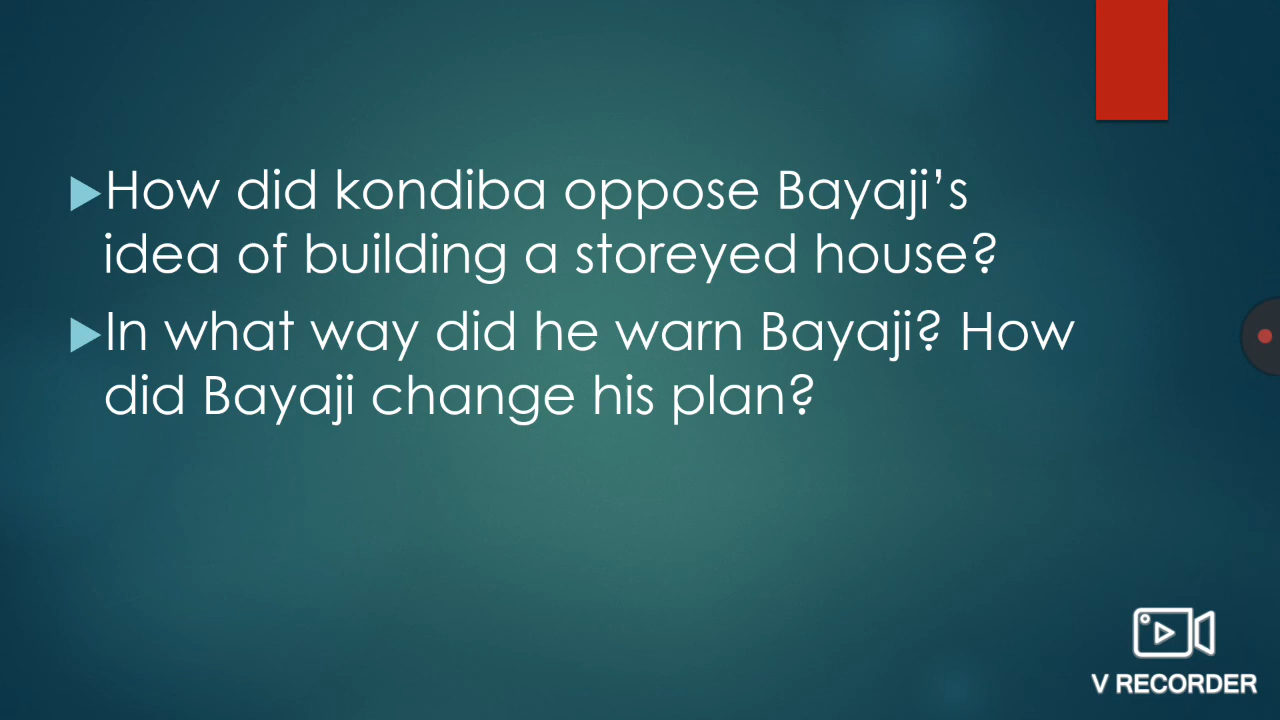 How did kondiba oppose Bayaji's
idea of building a storeyed house?
In what way did he warn Bayaji? How
did Bayaji change his plan?
V RECORDER